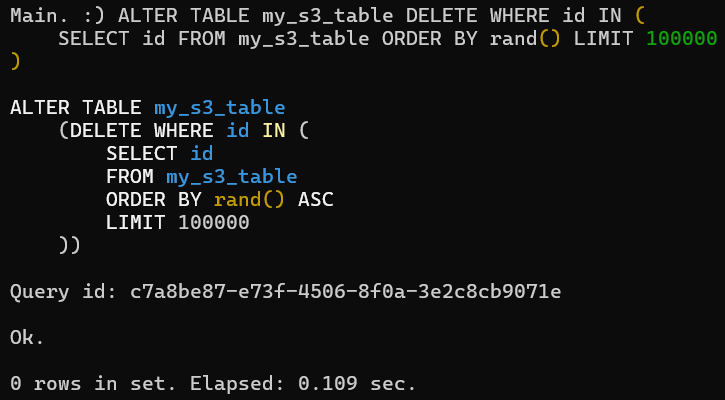 Main. :) ALTER TABLE my_s3_table DELETE WHERE id IN (
    SELECT id FROM my_s3_table ORDER BY rand() LIMIT 100000
)

ALTER TABLE my_s3_table
    (DELETE WHERE id IN (
        SELECT id
        FROM my_s3_table
        ORDER BY rand() ASC
        LIMIT 100000
    ))

Query id: c7a8be87-e73f-4506-8f0a-3e2c8cb9071e

Ok.

0 rows in set. Elapsed: 0.109 sec.